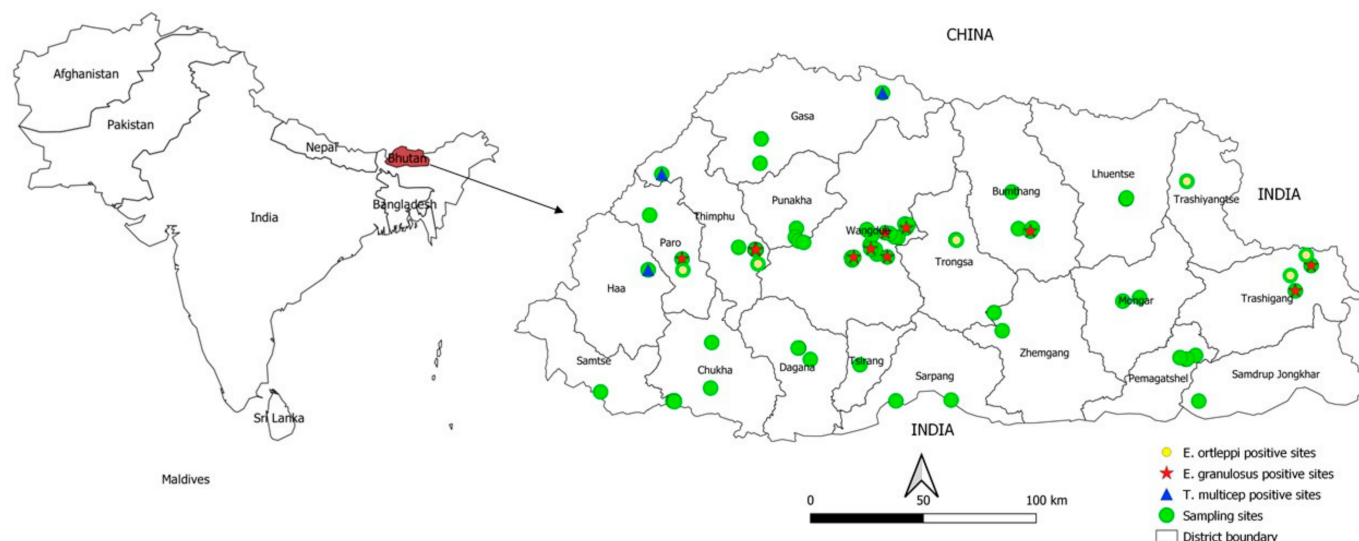 CHINA
Afghanistan
Pakistan
Nepal
Bhutan
Bangladesh
India
Sri Lanka
Maldives
Gasa
Punakha
Thimphu
Paro
Haa
Wangdue
Bumthang
Lhuentse
Trashiyangtse
INDIA
Trongsa
Mongar
Trashigang
Samtse
Chukha
Dagana
Tsirang
Sarpang
Zhemgang
Pemagatshel
Samdrup Jongkhar
INDIA
0 50 100 km
E. ortleppi positive sites
E. granulosus positive sites
T. multicep positive sites
Sampling sites
District boundary